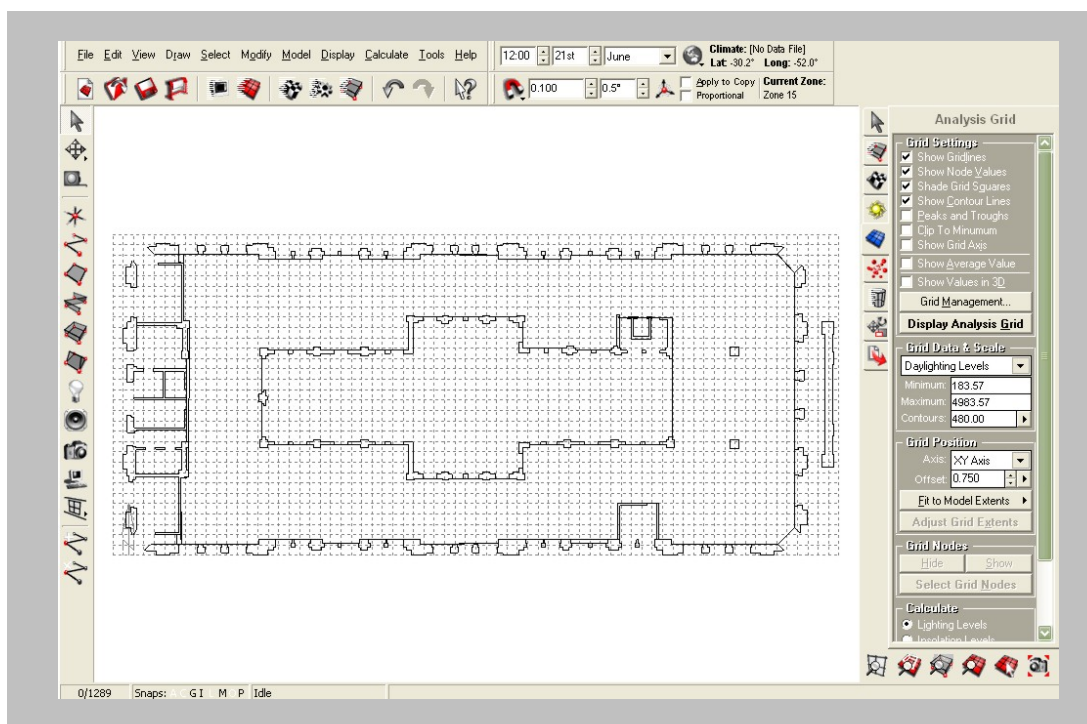 File Edit View Draw Select Modify Model Display Calculate Tools Help
12:00 21st June
Climate: [No Data File]
Lat: -30.2° Long: -52.0°
0.100 0.5°
Apply to Copy
Proportional
Current Zone:
Zone 15
Analysis Grid
Grid Settings
Show Gridlines
Show Node Values
Shade Grid Squares
Show Contour Lines
Peaks and Troughs
Clip To Minumum
Show Grid Axis
Show Average Value
Show Values in 3D
Grid Management...
Display Analysis Grid
Grid Data & Scale
Daylighting Levels
Minimum: 183.57
Maximum: 4983.57
Contours: 480.00
Grid Position
Axis: XY Axis
Offset: 0.750
Fit to Model Extents
Adjust Grid Extents
Grid Nodes
Hide Show
Select Grid Nodes
Calculate
Lighting Levels
Insolation Levels
0/1289 Snaps: A C G I L M O P Idle